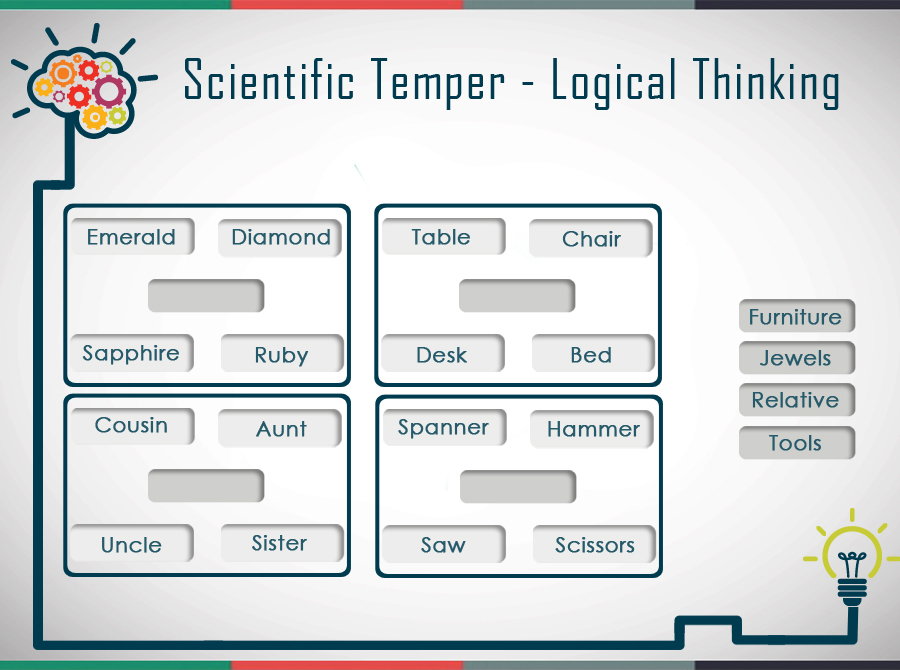 Scientific Temper - Logical Thinking
Emerald Diamond
Sapphire Ruby
Table Chair
Desk Bed
Cousin Aunt
Uncle Sister
Spanner Hammer
Saw Scissors
Furniture
Jewels
Relative
Tools